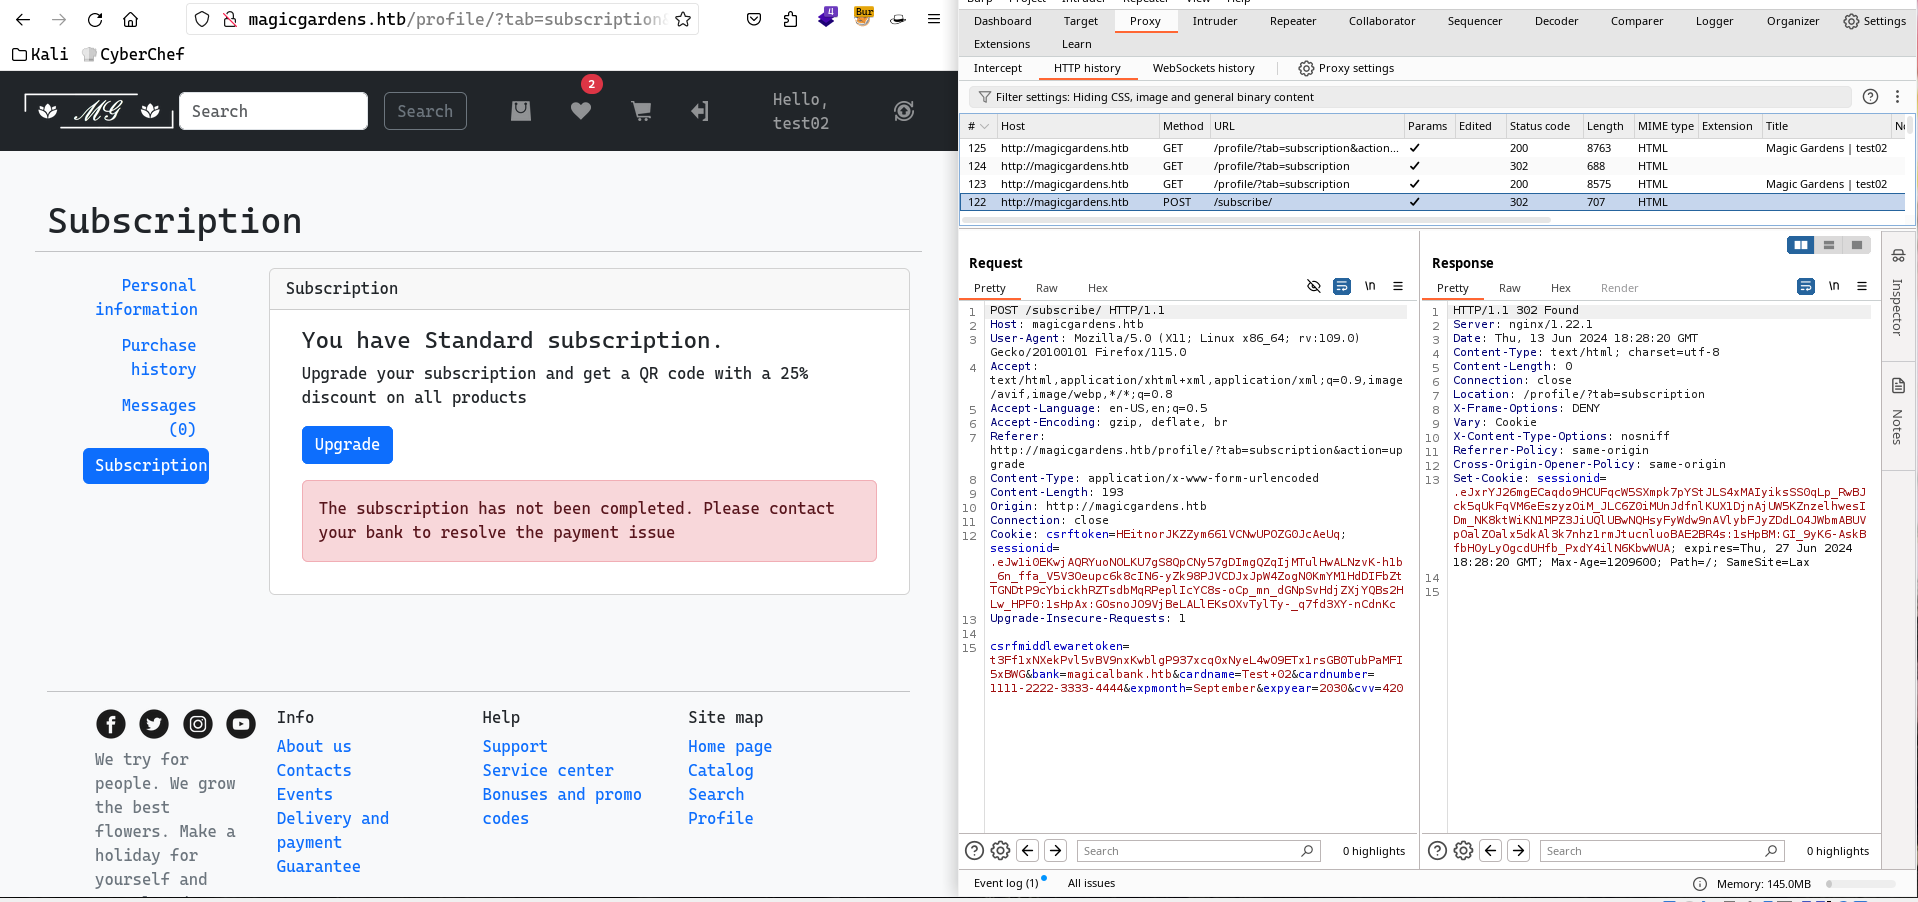 magicgardens.htb/profile/?tab=subscription
4
Bur
Kali
CyberChef
MG
Search
Search
2
Hello,
test02
Subscription
Personal
information
Purchase
history
Messages
(0)
Subscription
Subscription
You have Standard subscription.
Upgrade your subscription and get a QR code with a 25%
discount on all products
Upgrade
The subscription has not been completed. Please contact
your bank to resolve the payment issue
We try for
people. We grow
the best
flowers. Make a
holiday for
yourself and
Info
About us
Contacts
Events
Delivery and
payment
Guarantee
Help
Support
Service center
Bonuses and promo
codes
Site map
Home page
Catalog
Search
Profile
Dashboard Target Proxy Intruder Repeater Collaborator Sequencer Decoder Comparer Logger Organizer Settings
Extensions Learn
Intercept HTTP history WebSockets history Proxy settings
Filter settings: Hiding CSS, image and general binary content
# Host Method URL Params Edited Status code Length MIME type Extension Title
125 http://magicgardens.htb GET /profile/?tab=subscription&action... ✓ 200 8763 HTML Magic Gardens | test02
124 http://magicgardens.htb GET /profile/?tab=subscription ✓ 302 688 HTML
123 http://magicgardens.htb GET /profile/?tab=subscription ✓ 200 8575 HTML Magic Gardens | test02
122 http://magicgardens.htb POST /subscribe/ ✓ 302 707 HTML
Request
Pretty Raw Hex
\n
1 POST /subscribe/ HTTP/1.1
2 Host: magicgardens.htb
3 User-Agent: Mozilla/5.0 (X11; Linux x86_64; rv:109.0)
Gecko/20100101 Firefox/115.0
4 Accept:
text/html,application/xhtml+xml,application/xml;q=0.9,image
/avif,image/webp,*/*;q=0.8
5 Accept-Language: en-US,en;q=0.5
6 Accept-Encoding: gzip, deflate, br
7 Referer:
http://magicgardens.htb/profile/?tab=subscription&action=up
grade
8 Content-Type: application/x-www-form-urlencoded
9 Content-Length: 193
10 Origin: http://magicgardens.htb
11 Connection: close
12 Cookie: csrftoken=HEitnorJKZZym661VCNwUPOZG0JcAeUq;
sessionid=
13 Upgrade-Insecure-Requests: 1
14
15 csrfmiddlewaretoken=
5xBWG&bank=magicalbank.htb&cardname=Test+02&cardnumber=
1111-2222-3333-4444&expmonth=September&expyear=2030&cvv=420
Search
0 highlights
Response
Pretty Raw Hex Render
\n
1 HTTP/1.1 302 Found
2 Server: nginx/1.22.1
3 Date: Thu, 13 Jun 2024 18:28:20 GMT
4 Content-Type: text/html; charset=utf-8
5 Content-Length: 0
6 Connection: close
7 Location: /profile/?tab=subscription
8 X-Frame-Options: DENY
9 Vary: Cookie
10 X-Content-Type-Options: nosniff
11 Referrer-Policy: same-origin
12 Cross-Origin-Opener-Policy: same-origin
13 Set-Cookie: sessionid=
expires=Thu, 27 Jun 2024
18:28:20 GMT; Max-Age=1209600; Path=/; SameSite=Lax
14
15
Search
0 highlights
Inspector
Notes
Event log (1) All issues
Memory: 145.0MB